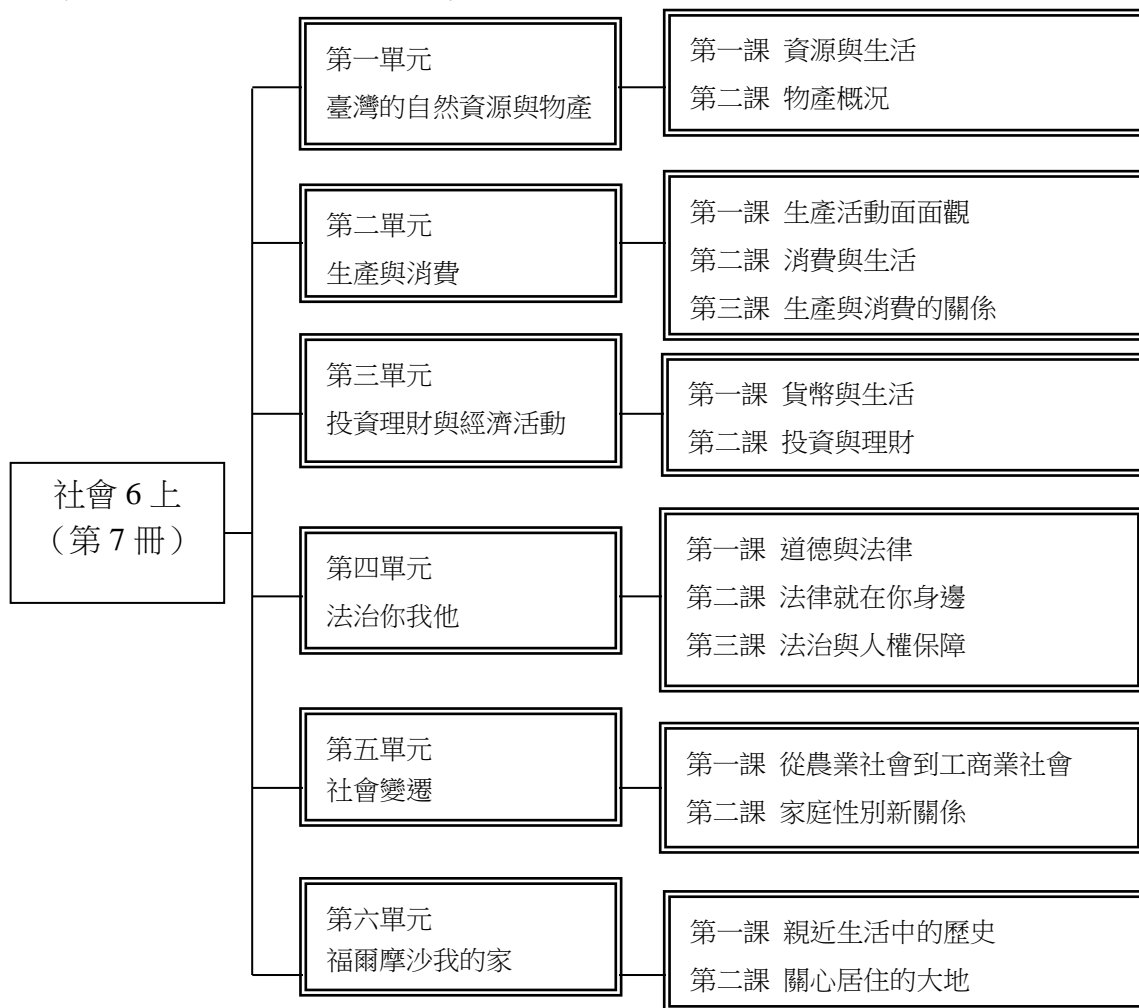 社會 6 上
（第 7 冊）
第一單元
臺灣的自然資源與物產
第一課 資源與生活
第二課 物產概況
第二單元
生產與消費
第一課 生產活動面面觀
第二課 消費與生活
第三課 生產與消費的關係
第三單元
投資理財與經濟活動
第一課 貨幣與生活
第二課 投資與理財
第四單元
法治你我他
第一課 道德與法律
第二課 法律就在你身邊
第三課 法治與人權保障
第五單元
社會變遷
第一課 從農業社會到工商業社會
第二課 家庭性別新關係
第六單元
福爾摩沙我的家
第一課 親近生活中的歷史
第二課 關心居住的大地